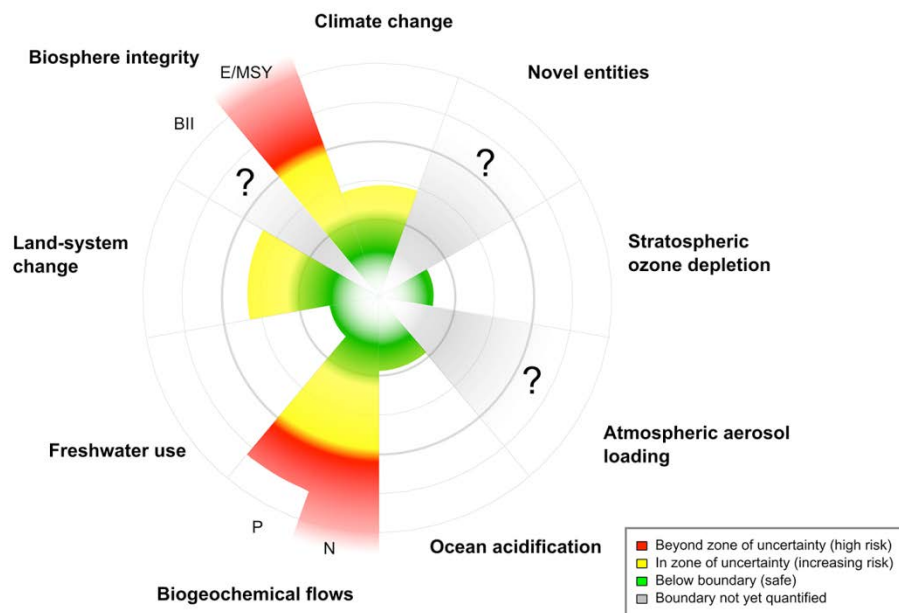 Climate change
Biosphere integrity
E/MSY
Novel entities
BII
?
?
Land-system
change
Stratospheric
ozone depletion
?
Freshwater use
Atmospheric aerosol
loading
P
N
Ocean acidification
Biogeochemical flows
Beyond zone of uncertainty (high risk)
In zone of uncertainty (increasing risk)
Below boundary (safe)
Boundary not yet quantified